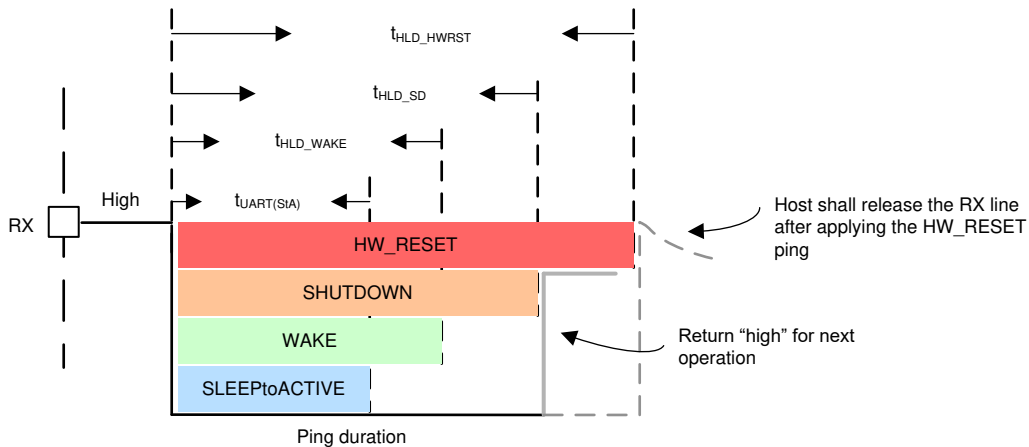 tHLD_HWRST
tHLD_SD
tHLD_WAKE
tUART(StA)
High
RX
HW_RESET
SHUTDOWN
WAKE
SLEEPtoACTIVE
Host shall release the RX line
after applying the HW_RESET
ping
Return “high” for next
operation
Ping duration